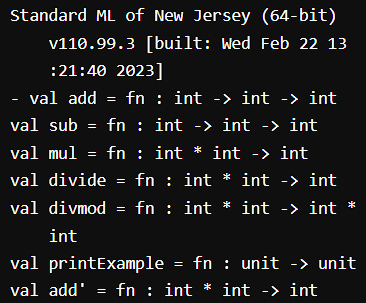 Standard ML of New Jersey (64-bit)
v110.99.3 [built: Wed Feb 22 13
:21:40 2023]
- val add = fn : int -> int -> int
val sub = fn : int -> int -> int
val mul = fn : int * int -> int
val divide = fn : int * int -> int
val divmod = fn : int * int -> int *
int
val printExample = fn : unit -> unit
val add' = fn : int * int -> int